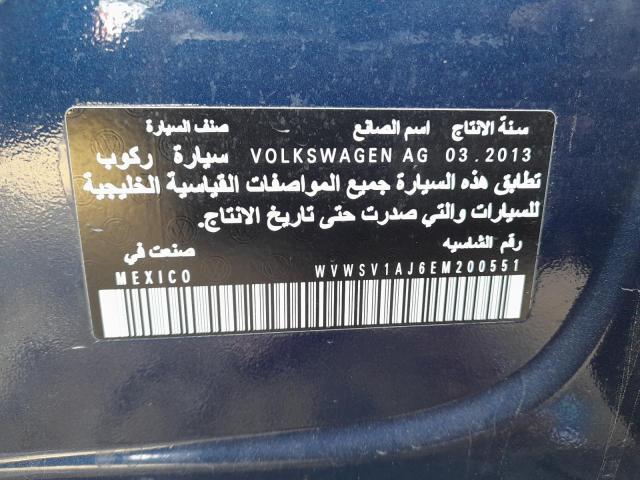 سنة الانتاج اسم الصانع صنف السيارة
03.2013 VOLKSWAGEN AG سيارة ركوب
تطابق هذه السيارة جميع المواصفات القياسية الخليجية
للسيارات والتي صدرت حتى تاريخ الانتاج.
رقم الشاسيه صنعت في
WVWSV1AJ6EM200551 MEXICO